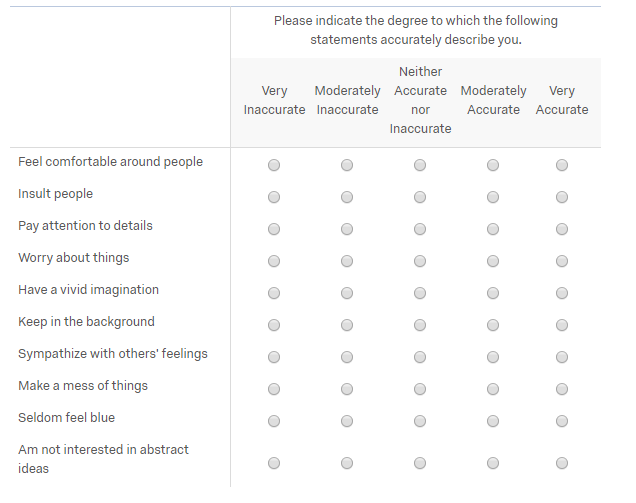 Please indicate the degree to which the following
statements accurately describe you.
Neither
Very Moderately Accurate Moderately Very
Inaccurate Inaccurate nor Accurate Accurate
Inaccurate
Feel comfortable around people
Insult people
Pay attention to details
Worry about things
Have a vivid imagination
Keep in the background
Sympathize with others' feelings
Make a mess of things
Seldom feel blue
Am not interested in abstract
ideas